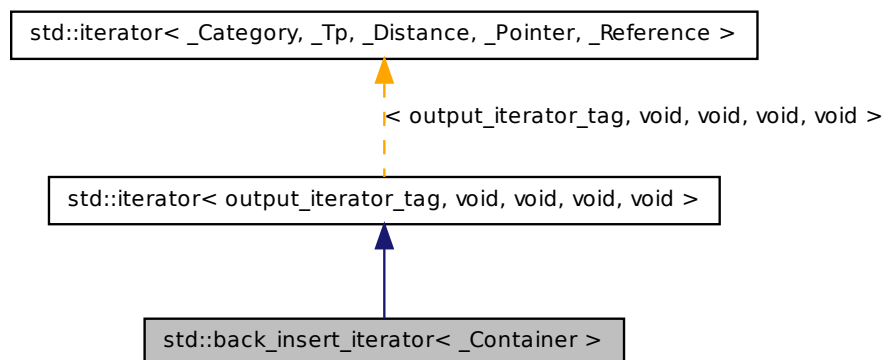 std::iterator< _Category, _Tp, _Distance, _Pointer, _Reference >
< output_iterator_tag, void, void, void, void >
std::iterator< output_iterator_tag, void, void, void, void >
std::back_insert_iterator< _Container >